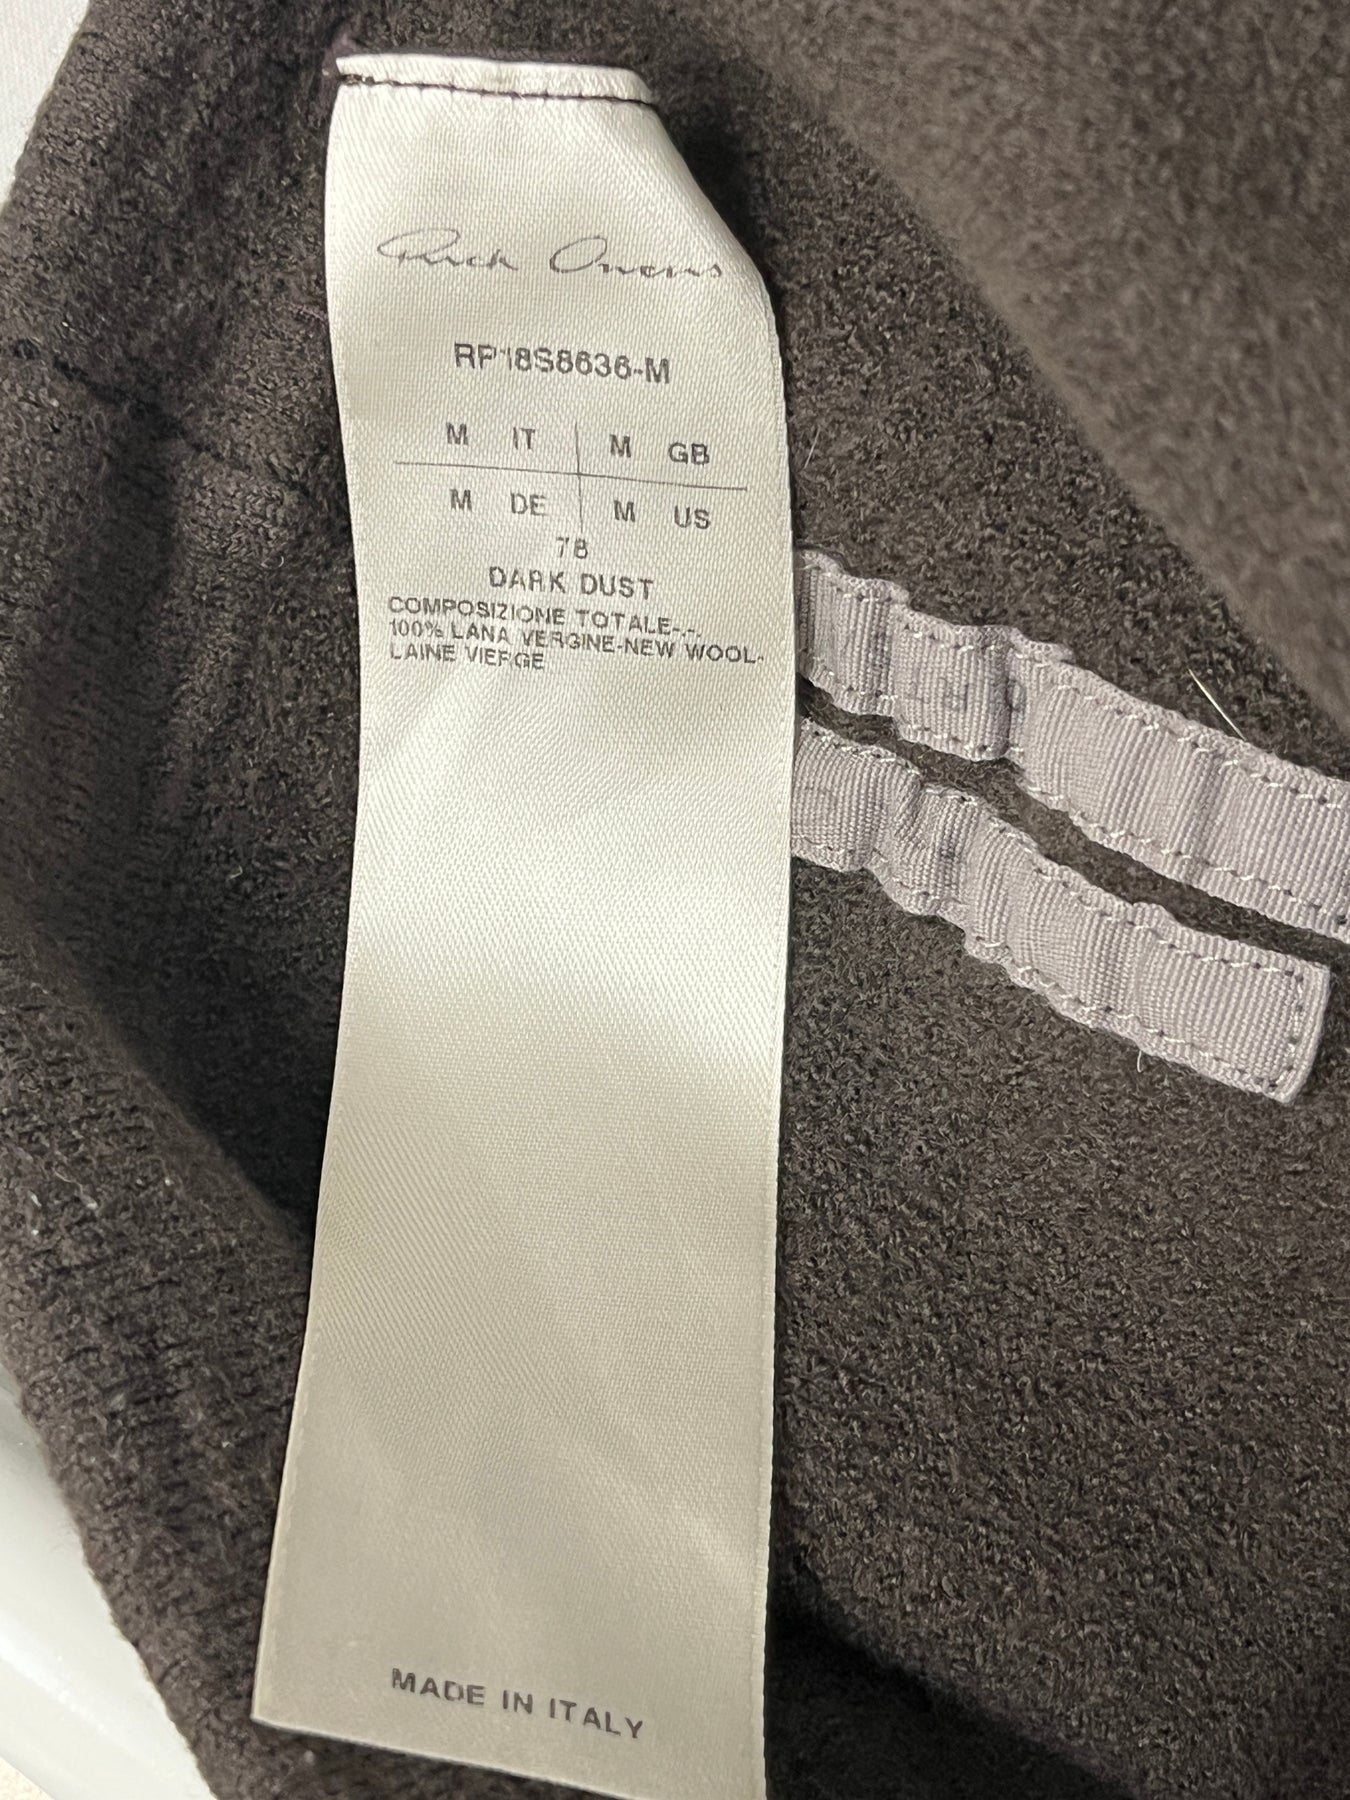 Rick Owens
RP18S8636-M
M IT M GB
M DE M US
78
DARK DUST
COMPOSIZIONE TOTALE-.-.
100% LANA VERGINE-NEW WOOL-
LAINE VIERGE
MADE IN ITALY